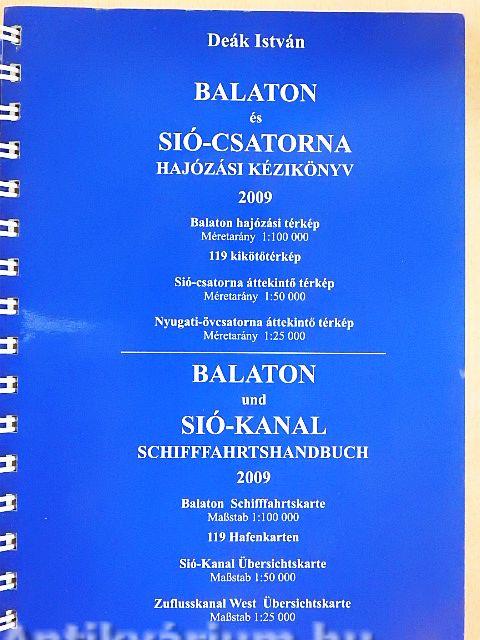 Deák István
BALATON
és
SIÓ-CSATORNA
HAJÓZÁSI KÉZIKÖNYV
2009
Balaton hajózási térkép
Méretarány 1:100 000
119 kikötőtérkép
Sió-csatorna áttekintő térkép
Méretarány 1:50 000
Nyugati-övcsatorna áttekintő térkép
Méretarány 1:25 000
BALATON
und
SIÓ-KANAL
SCHIFFFAHRTSHANDBUCH
2009
Balaton Schifffahrtskarte
Maßstab 1:100 000
119 Hafenkarten
Sió-Kanal Übersichtskarte
Maßstab 1:50 000
Zuflusskanal West Übersichtskarte
Maßstab 1:25 000
Antikvárium.hu